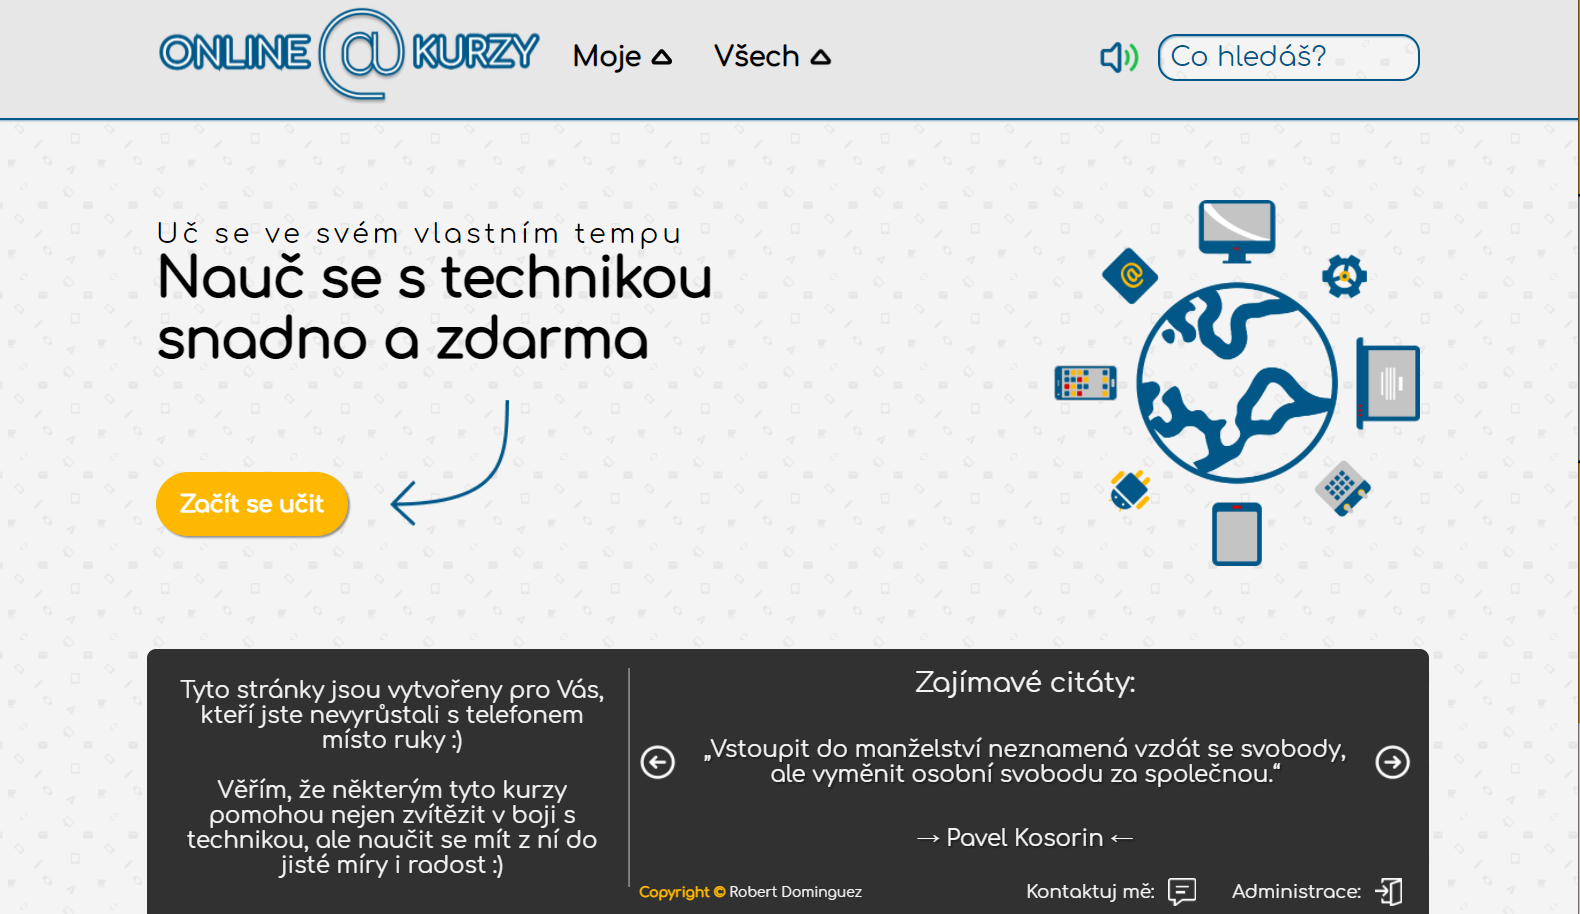 ONLINE @ KURZY
Moje
Všech
Co hledáš?
Uč se ve svém vlastním tempu
Nauč se s technikou
snadno a zdarma
Začít se učit
Tyto stránky jsou vytvořeny pro Vás,
kteří jste nevyrůstali s telefonem
místo ruky :)
Věřím, že některým tyto kurzy
pomohou nejen zvítězit v boji s
technikou, ale naučit se mít z ní do
jisté míry i radost :)
Zajímavé citáty:
„Vstoupit do manželství neznamená vzdát se svobody,
ale vyměnit osobní svobodu za společnou.“
→ Pavel Kosorin ←
Copyright © Robert Dominguez
Kontaktuj mě:
Administrace: